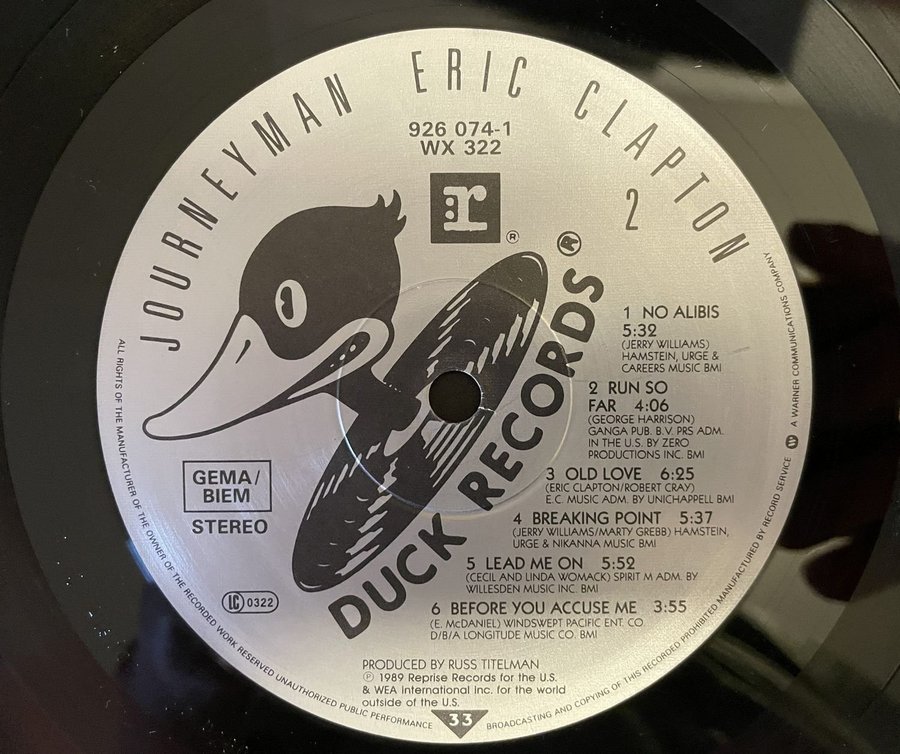 JOURNEYMAN ERIC CLAPTON
926 074-1
WX 322
r
®
®
2
1 NO ALIBIS
5:32
(JERRY WILLIAMS)
HAMSTEIN, URGE &
CAREERS MUSIC BMI
2 RUN SO
FAR 4:06
(GEORGE HARRISON)
GANGA PUB. B.V. PRS ADM.
IN THE U.S. BY ZERO
PRODUCTIONS INC. BMI
3 OLD LOVE 6:25
(ERIC CLAPTON/ROBERT CRAY)
E.C. MUSIC ADM. BY UNICHAPPELL BMI
4 BREAKING POINT 5:37
(JERRY WILLIAMS/MARTY GREBB) HAMSTEIN,
URGE & NIKANNA MUSIC BMI
5 LEAD ME ON 5:52
(CECIL AND LINDA WOMACK) SPIRIT M ADM. BY
WILLESDEN MUSIC INC. BMI
6 BEFORE YOU ACCUSE ME 3:55
(E. McDANIEL) WINDSWEPT PACIFIC ENT. CO
D/B/A LONGITUDE MUSIC CO. BMI
DUCK RECORDS
GEMA/
BIEM
STEREO
LC 0322
PRODUCED BY RUSS TITELMAN
℗ 1989 Reprise Records for the U.S.
& WEA International Inc. for the world
outside of the U.S.
33
ALL RIGHTS OF THE MANUFACTURER OF THE OWNER OF THE RECORDED WORK RESERVED UNAUTHORIZED PUBLIC PERFORMANCE BROADCASTING AND COPYING OF THIS RECORDED PROHIBITED MANUFACTURED BY RECORD SERVICE W A WARNER COMMUNICATIONS COMPANY